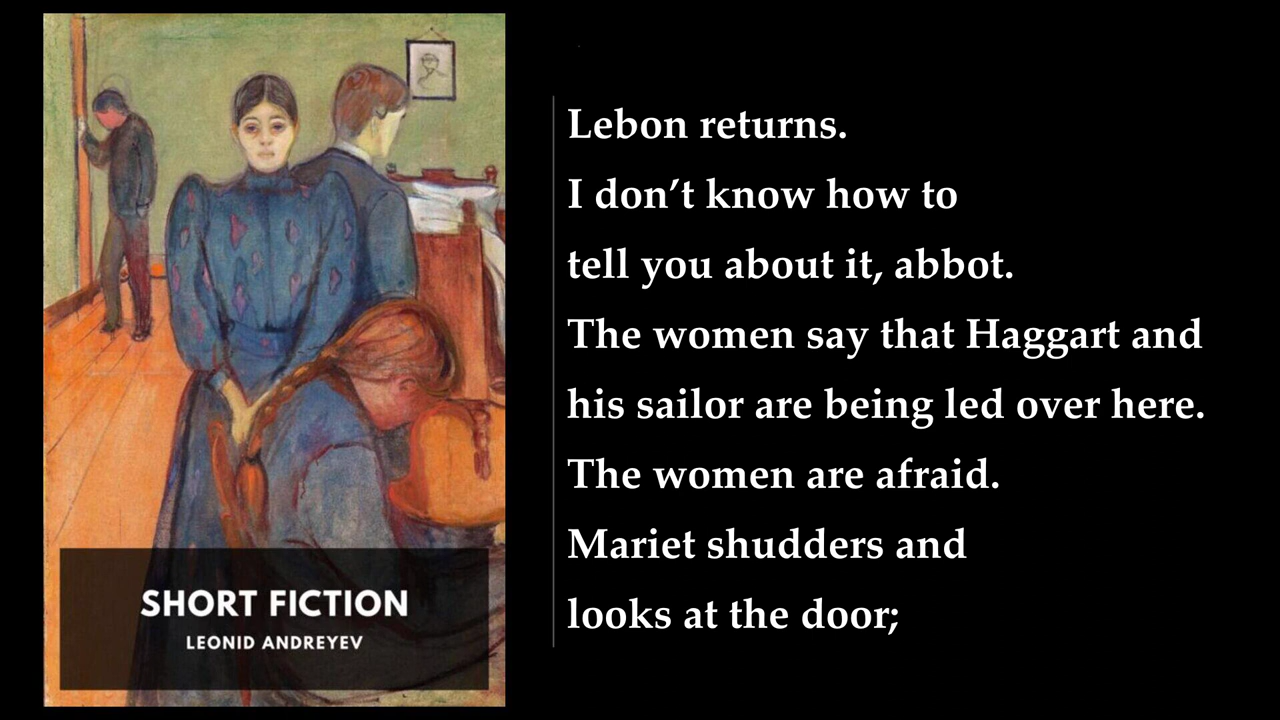 SHORT FICTION
LEONID ANDREYEV
Lebon returns.
I don’t know how to
tell you about it, abbot.
The women say that Haggart and
his sailor are being led over here.
The women are afraid.
Mariet shudders and
looks at the door;